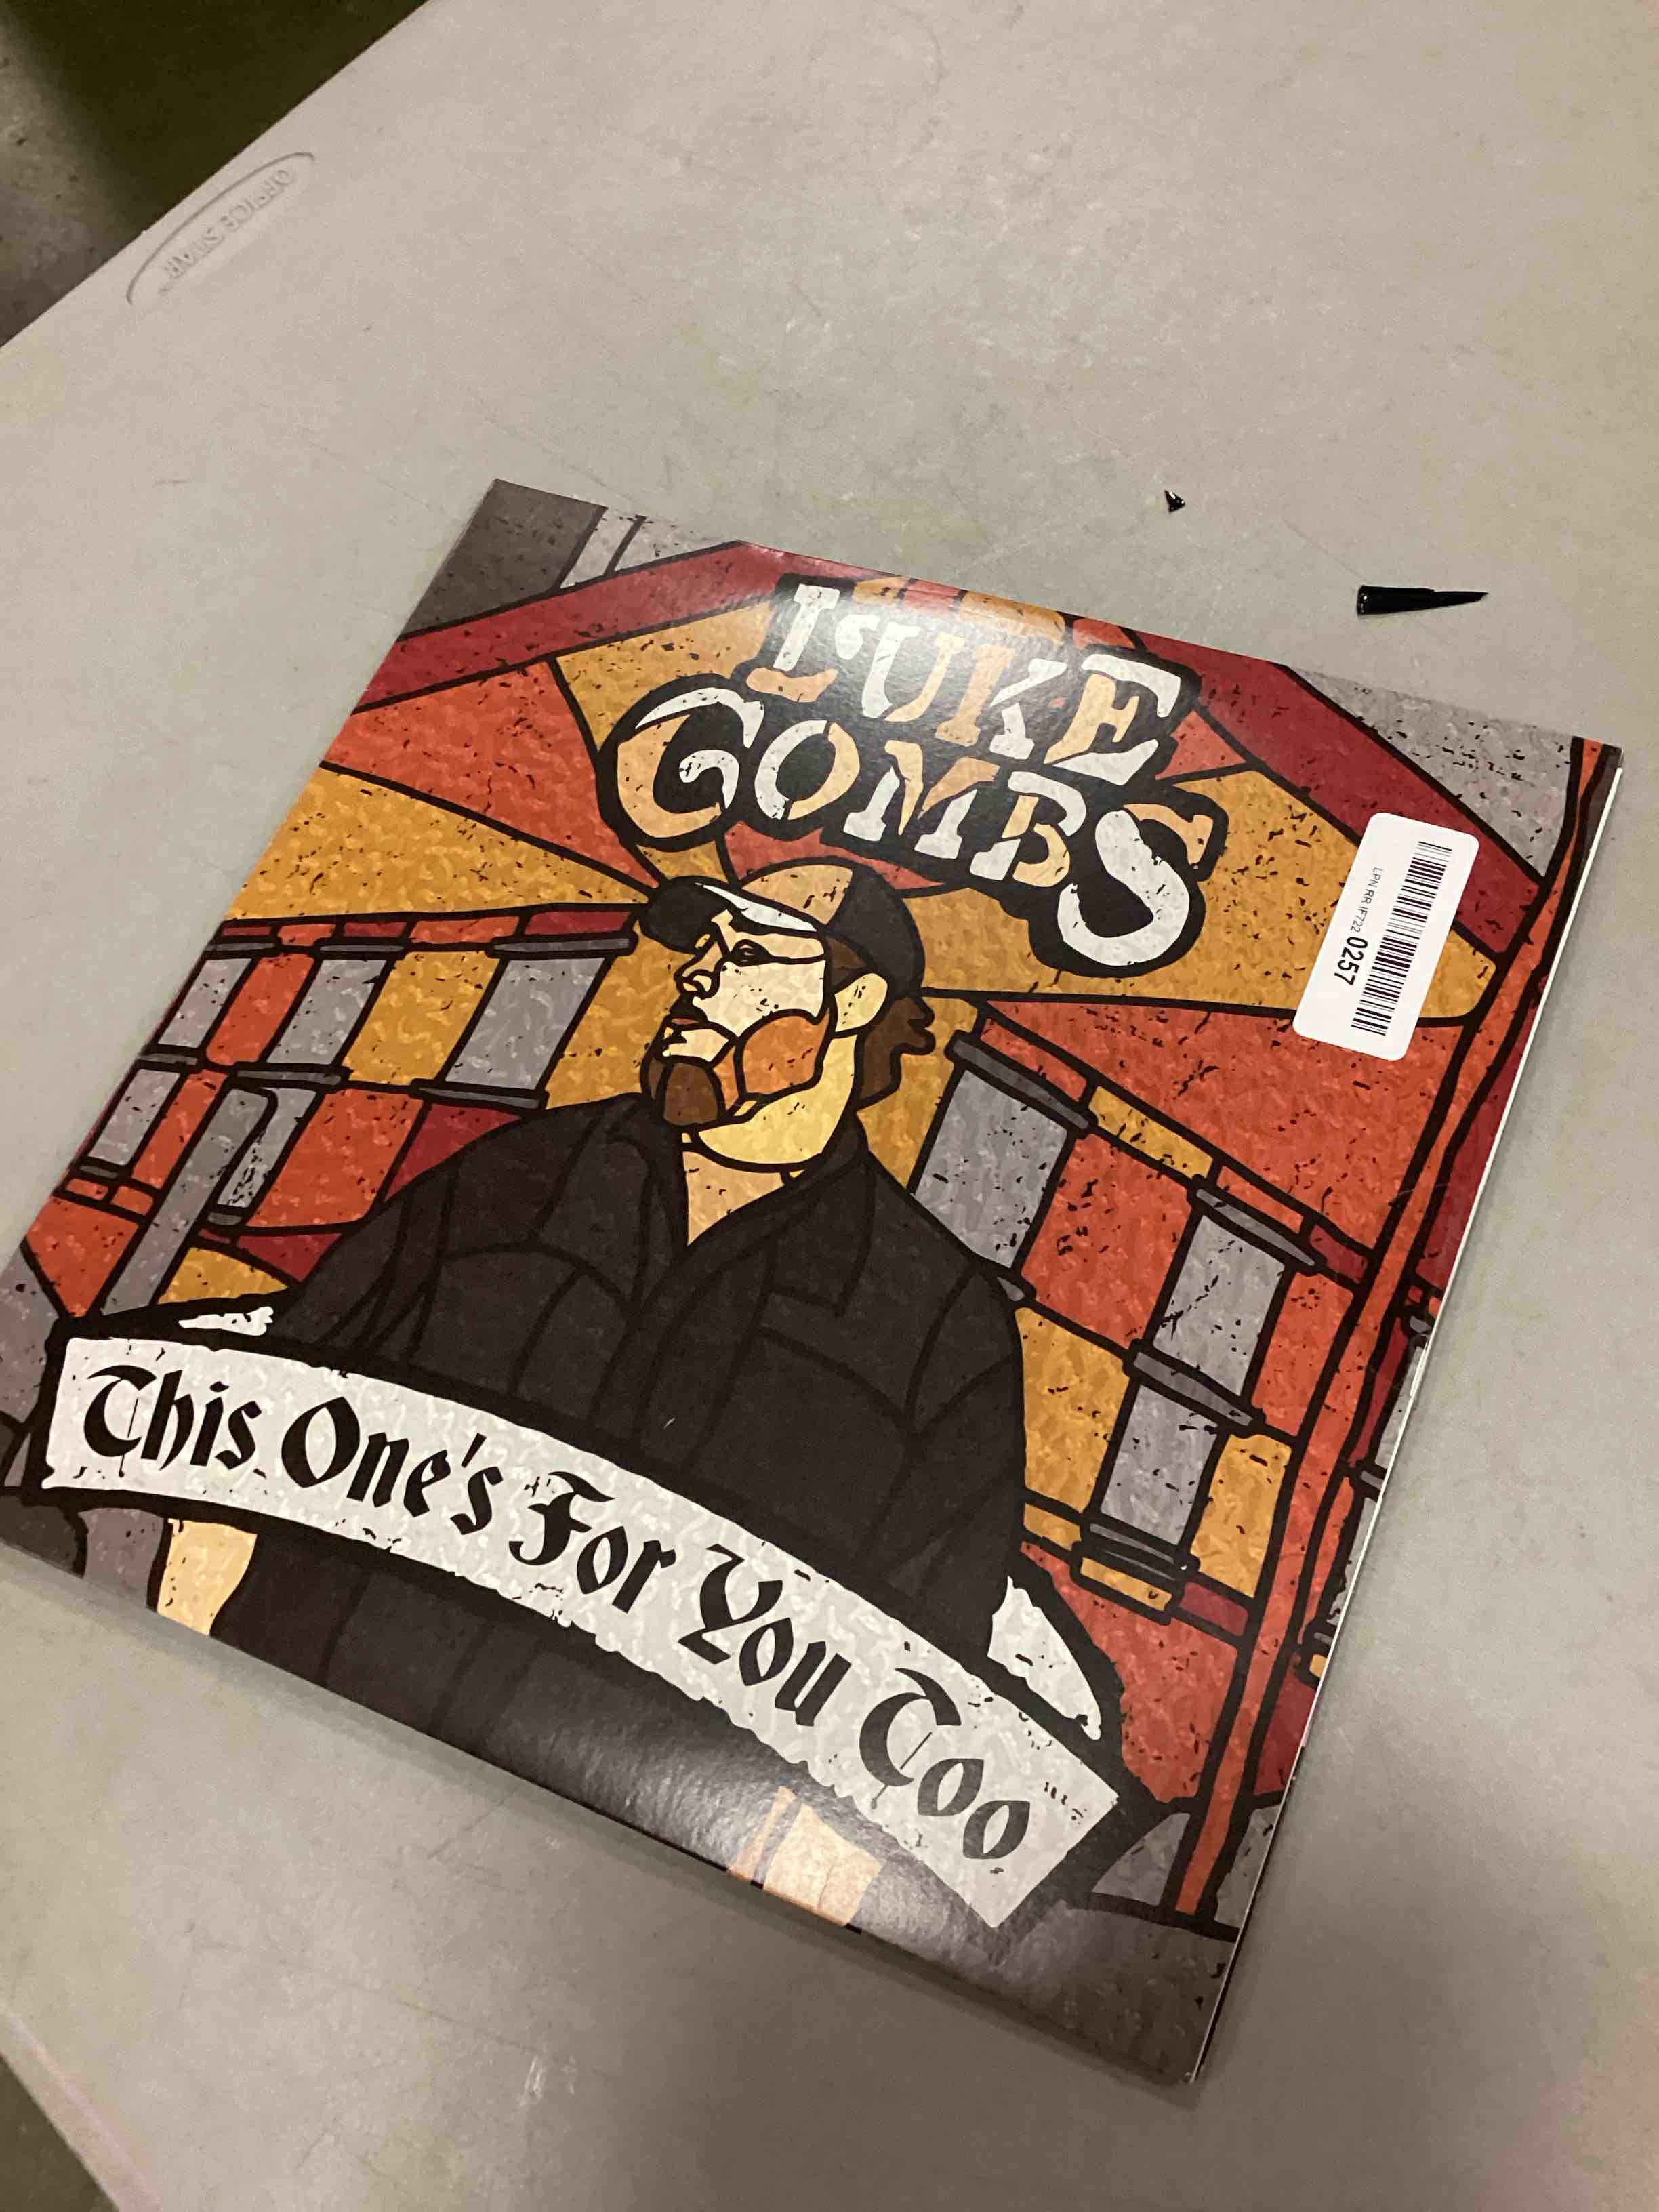 OFFICE STAR
LUKE
COMBS
LPN RR IF722 0257
This One's For You Too